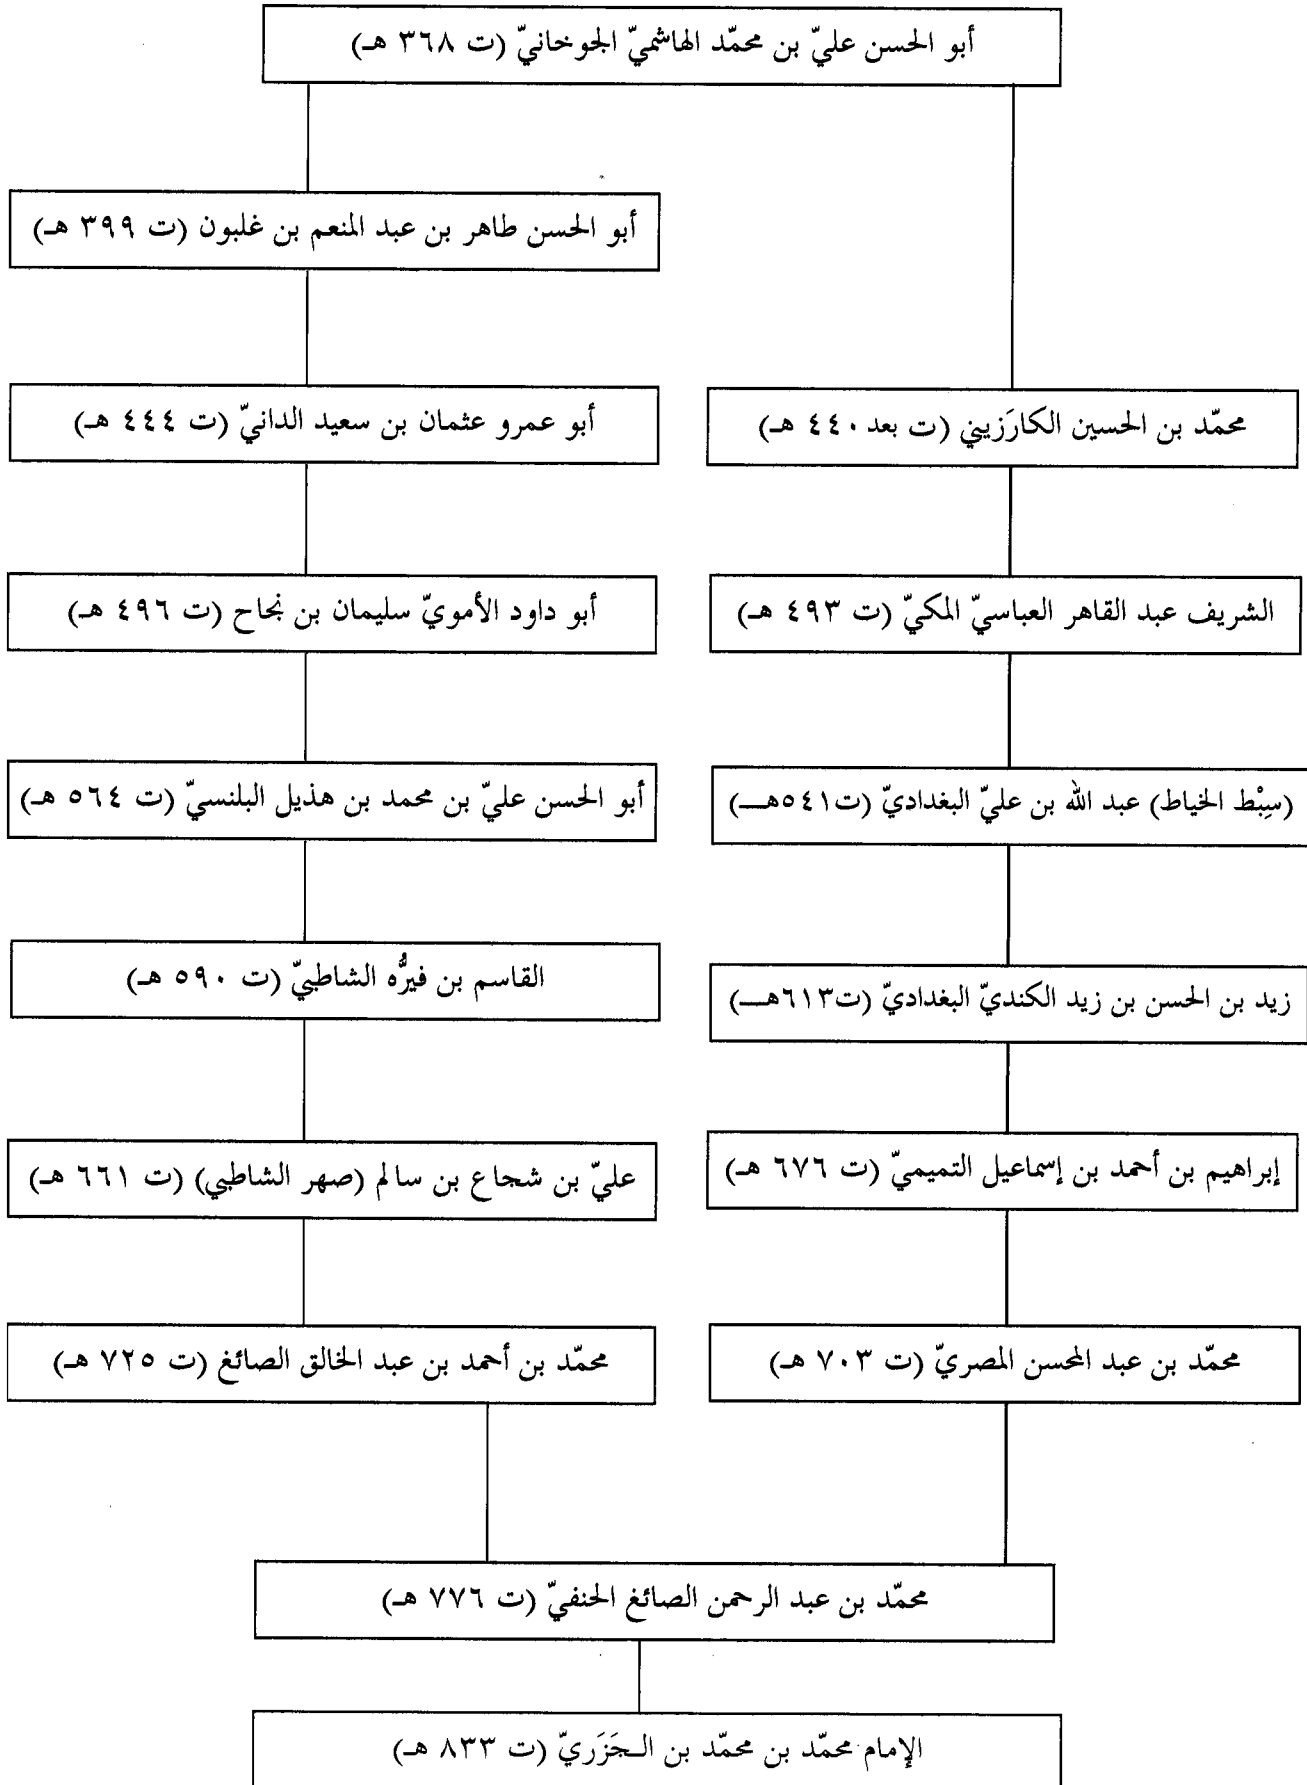 أبو الحسن عليّ بن محمّد الهاشميّ الجوخانيّ (ت ٣٦٨ هـ)
أبو الحسن طاهر بن عبد المنعم بن غلبون (ت ٣٩٩ هـ)
محمّد بن الحسين الكارَزيني (ت بعد ٤٤٠ هـ)
أبو عمرو عثمان بن سعيد الدانيّ (ت ٤٤٤ هـ)
الشريف عبد القاهر العباسيّ المكيّ (ت ٤٩٣ هـ)
أبو داود الأمويّ سليمان بن نجاح (ت ٤٩٦ هـ)
(سِبْط الخياط) عبد الله بن عليّ البغداديّ (ت٥٤١هـ)
أبو الحسن عليّ بن محمد بن هذيل البلنسيّ (ت ٥٦٤ هـ)
زيد بن الحسن بن زيد الكنديّ البغداديّ (ت٦١٣هـ)
القاسم بن فيرُّه الشاطبيّ (ت ٥٩٠ هـ)
إبراهيم بن أحمد بن إسماعيل التميميّ (ت ٦٧٦ هـ)
عليّ بن شجاع بن سالم (صهر الشاطبي) (ت ٦٦١ هـ)
محمّد بن عبد المحسن المصريّ (ت ٧٠٣ هـ)
محمّد بن أحمد بن عبد الخالق الصائغ (ت ٧٢٥ هـ)
محمّد بن عبد الرحمن الصائغ الحنفيّ (ت ٧٧٦ هـ)
الإمام محمّد بن محمّد بن الـجَزَريّ (ت ٨٣٣ هـ)